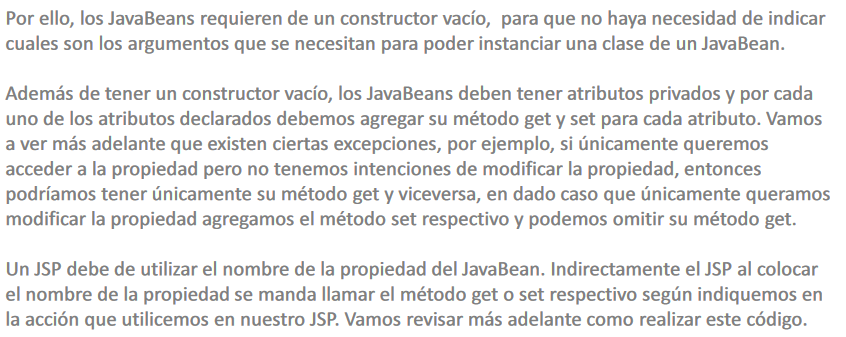 Por ello, los JavaBeans requieren de un constructor vacío,  para que no haya necesidad de indicar
cuales son los argumentos que se necesitan para poder instanciar una clase de un JavaBean.
Además de tener un constructor vacío, los JavaBeans deben tener atributos privados y por cada
uno de los atributos declarados debemos agregar su método get y set para cada atributo. Vamos
a ver más adelante que existen ciertas excepciones, por ejemplo, si únicamente queremos
acceder a la propiedad pero no tenemos intenciones de modificar la propiedad, entonces
podríamos tener únicamente su método get y viceversa, en dado caso que únicamente queramos
modificar la propiedad agregamos el método set respectivo y podemos omitir su método get.
Un JSP debe de utilizar el nombre de la propiedad del JavaBean. Indirectamente el JSP al colocar
el nombre de la propiedad se manda llamar el método get o set respectivo según indiquemos en
la acción que utilicemos en nuestro JSP. Vamos revisar más adelante como realizar este código.